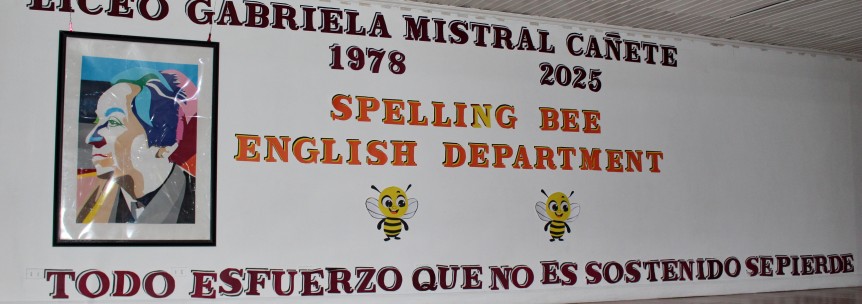 LICEO GABRIELA MISTRAL CAÑETE
1978 2025
SPELLING BEE
ENGLISH DEPARTMENT
TODO ESFUERZO QUE NO ES SOSTENIDO SE PIERDE